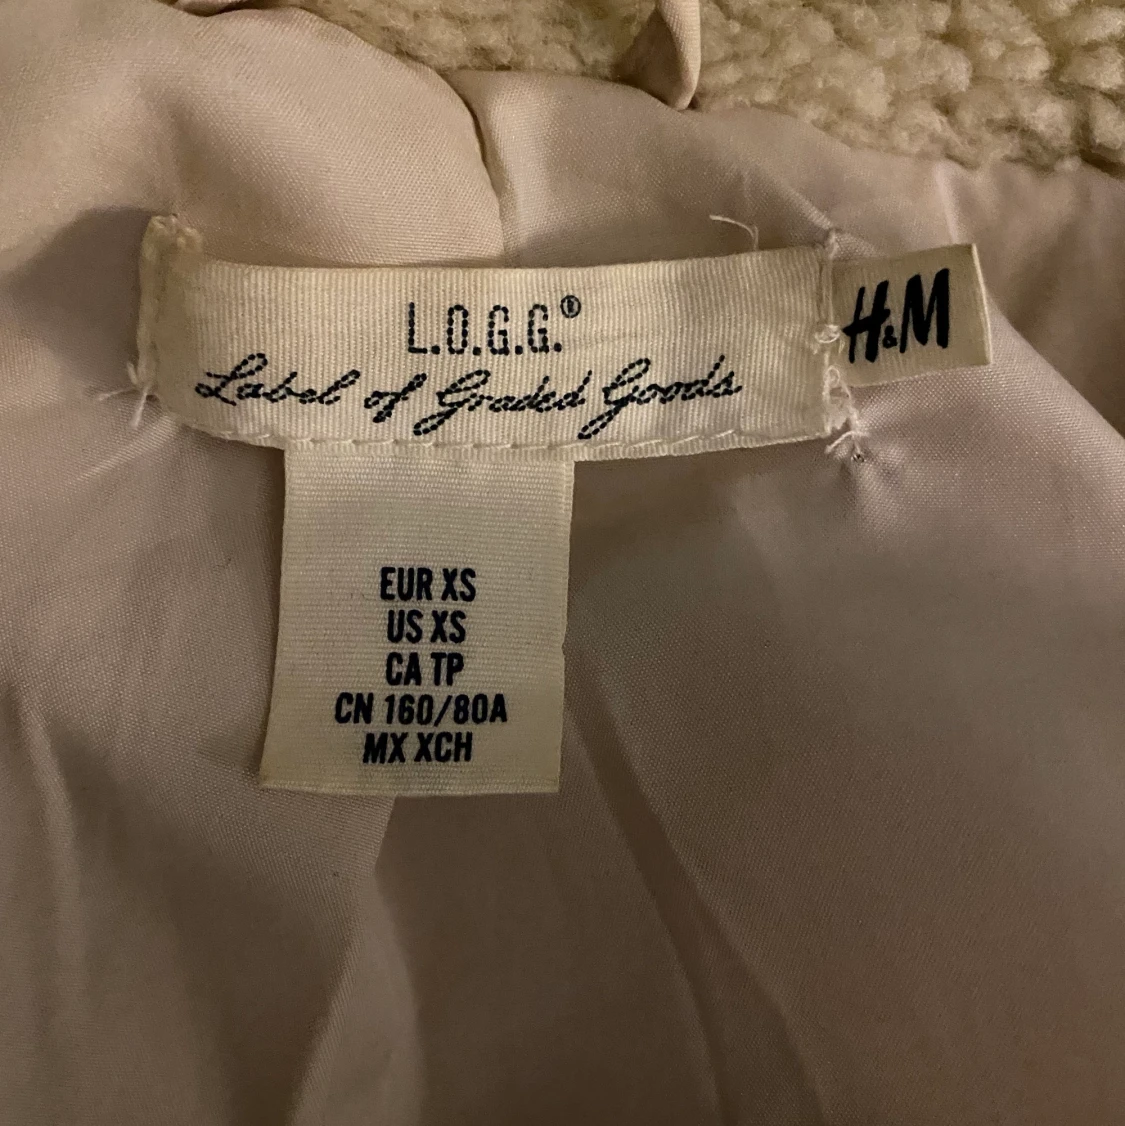 L.O.G.G.®
Label of Graded Goods
H&M
EUR XS
US XS
CA TP
CN 160/80A
MX XCH